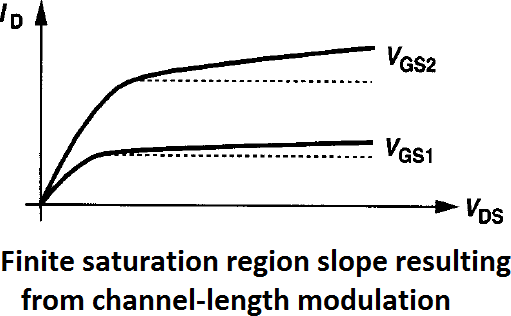 I_D
V_GS2
V_GS1
V_DS
Finite saturation region slope resulting
from channel-length modulation